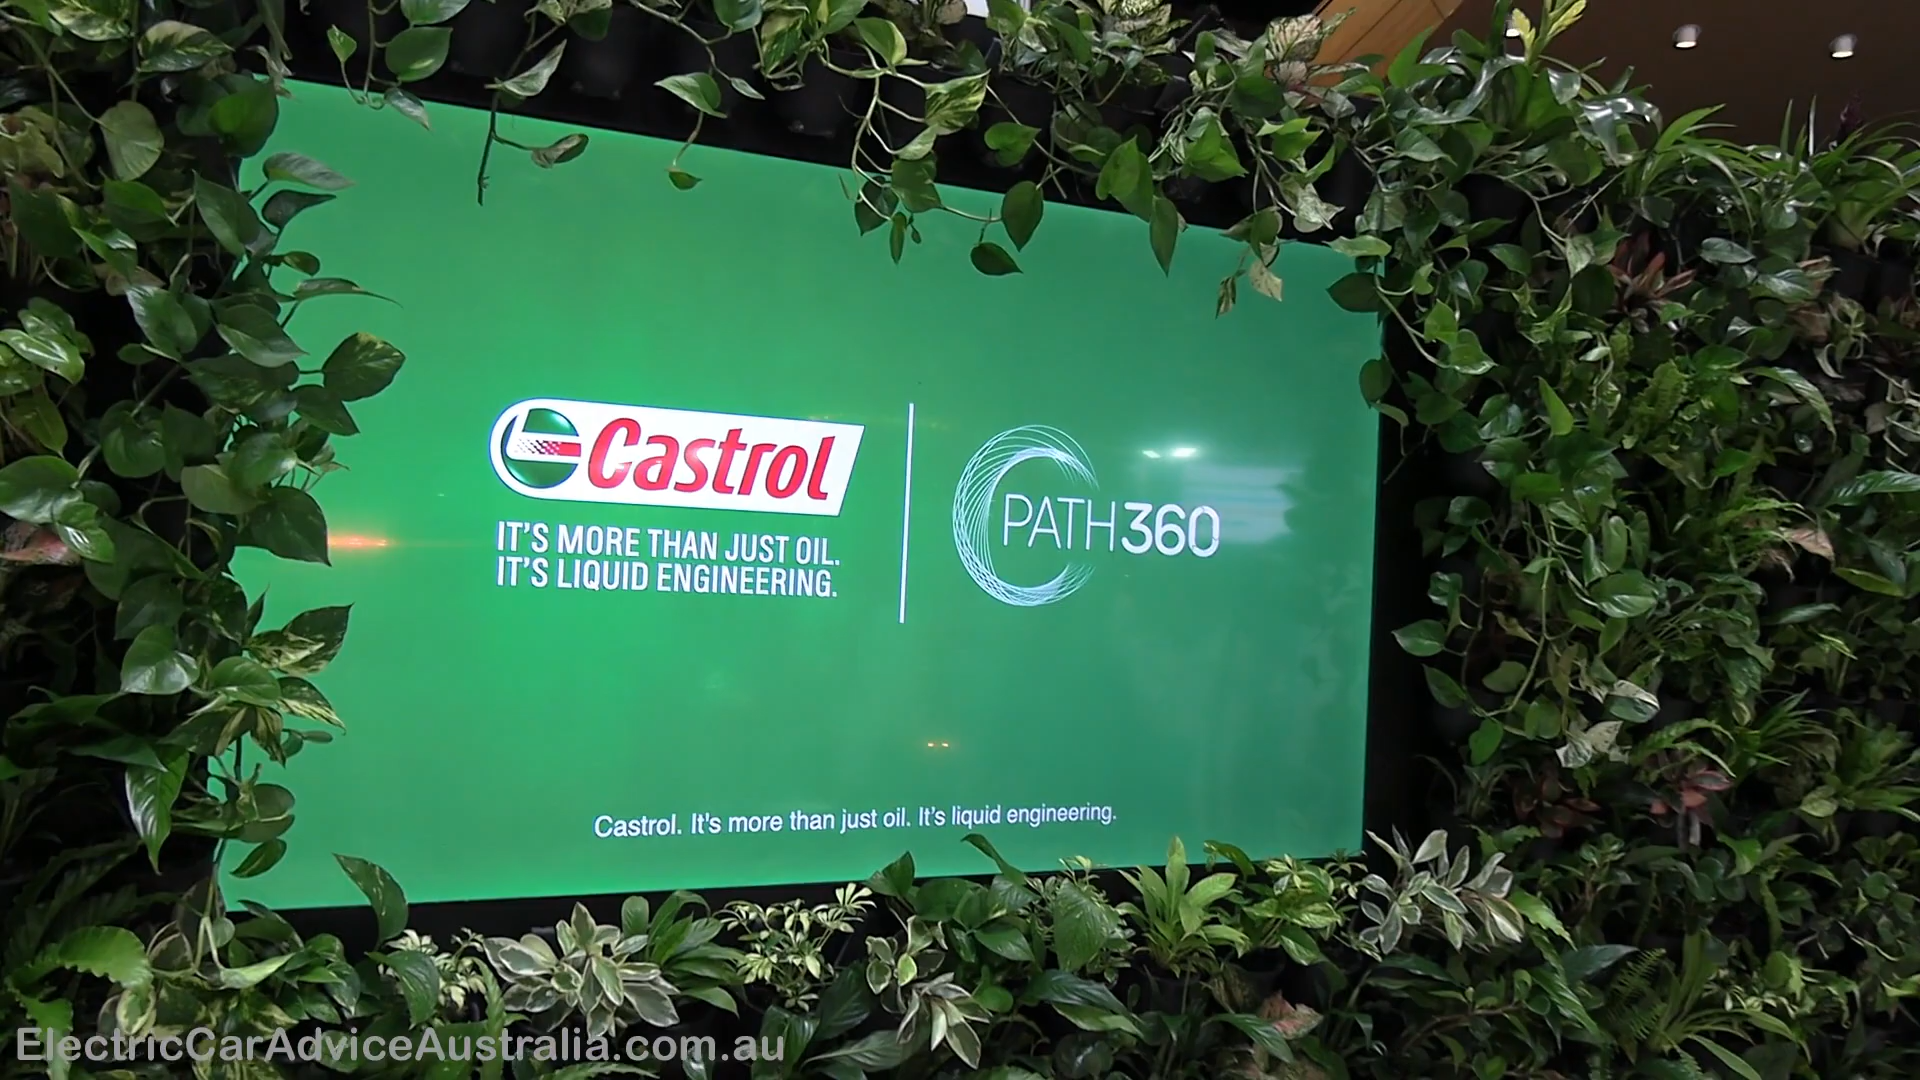 Castrol
IT'S MORE THAN JUST OIL.
IT'S LIQUID ENGINEERING.
PATH360
Castrol. It's more than just oil. It's liquid engineering.
ElectricCarAdviceAustralia.com.au